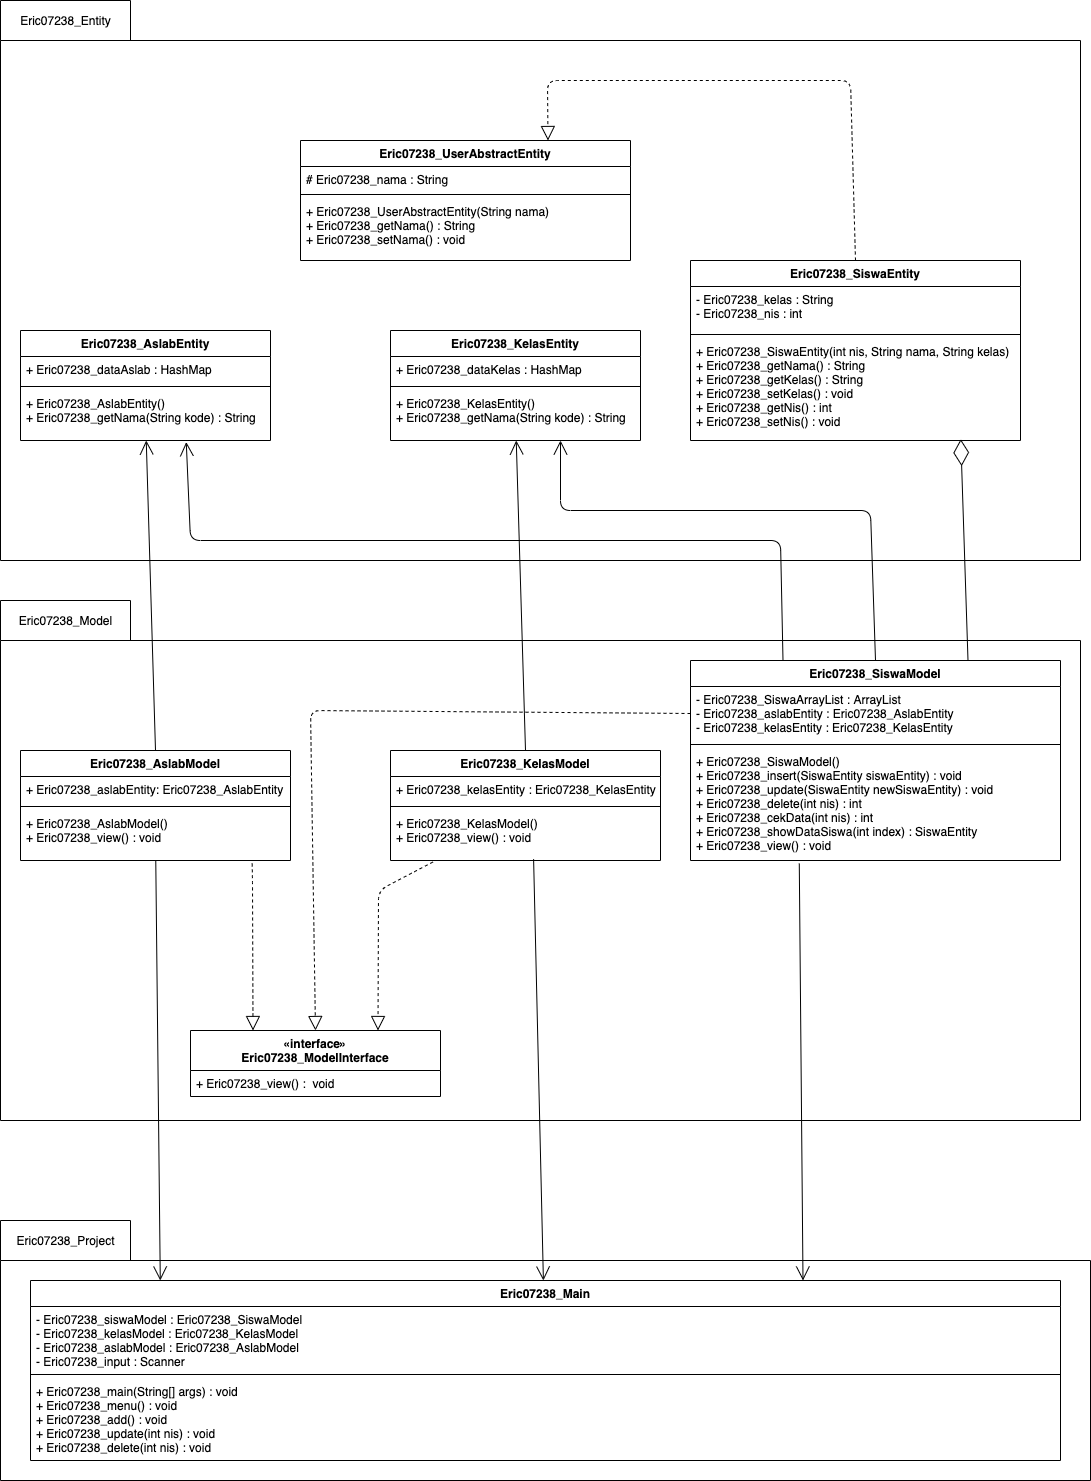 Eric07238_Entity
Eric07238_UserAbstractEntity
# Eric07238_nama : String
+ Eric07238_UserAbstractEntity(String nama)
+ Eric07238_getNama() : String
+ Eric07238_setNama() : void
Eric07238_SiswaEntity
- Eric07238_kelas : String
- Eric07238_nis : int
+ Eric07238_SiswaEntity(int nis, String nama, String kelas)
+ Eric07238_getNama() : String
+ Eric07238_getKelas() : String
+ Eric07238_setKelas() : void
+ Eric07238_getNis() : int
+ Eric07238_setNis() : void
Eric07238_AslabEntity
+ Eric07238_dataAslab : HashMap
+ Eric07238_AslabEntity()
+ Eric07238_getNama(String kode) : String
Eric07238_KelasEntity
+ Eric07238_dataKelas : HashMap
+ Eric07238_KelasEntity()
+ Eric07238_getNama(String kode) : String
Eric07238_Model
Eric07238_SiswaModel
- Eric07238_SiswaArrayList : ArrayList
- Eric07238_aslabEntity : Eric07238_AslabEntity
- Eric07238_kelasEntity : Eric07238_KelasEntity
+ Eric07238_SiswaModel()
+ Eric07238_insert(SiswaEntity siswaEntity) : void
+ Eric07238_update(SiswaEntity newSiswaEntity) : void
+ Eric07238_delete(int nis) : int
+ Eric07238_cekData(int nis) : int
+ Eric07238_showDataSiswa(int index) : SiswaEntity
+ Eric07238_view() : void
Eric07238_AslabModel
+ Eric07238_aslabEntity: Eric07238_AslabEntity
+ Eric07238_AslabModel()
+ Eric07238_view() : void
Eric07238_KelasModel
+ Eric07238_kelasEntity : Eric07238_KelasEntity
+ Eric07238_KelasModel()
+ Eric07238_view() : void
«interface»
Eric07238_ModelInterface
+ Eric07238_view() : void
Eric07238_Project
Eric07238_Main
- Eric07238_siswaModel : Eric07238_SiswaModel
- Eric07238_kelasModel : Eric07238_KelasModel
- Eric07238_aslabModel : Eric07238_AslabModel
- Eric07238_input : Scanner
+ Eric07238_main(String[] args) : void
+ Eric07238_menu() : void
+ Eric07238_add() : void
+ Eric07238_update(int nis) : void
+ Eric07238_delete(int nis) : void